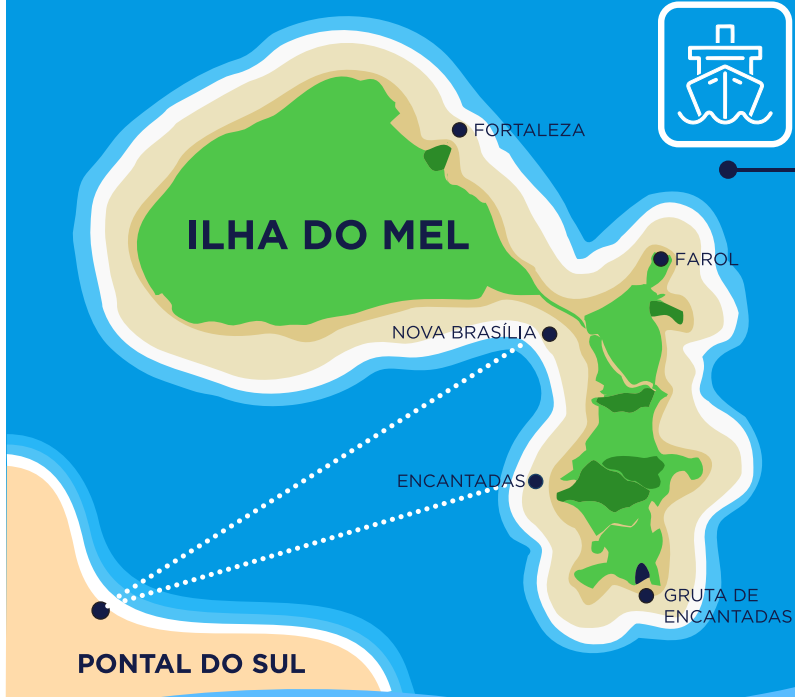 FORTALEZA
ILHA DO MEL
FAROL
NOVA BRASÍLIA
ENCANTADAS
GRUTA DE
ENCANTADAS
PONTAL DO SUL